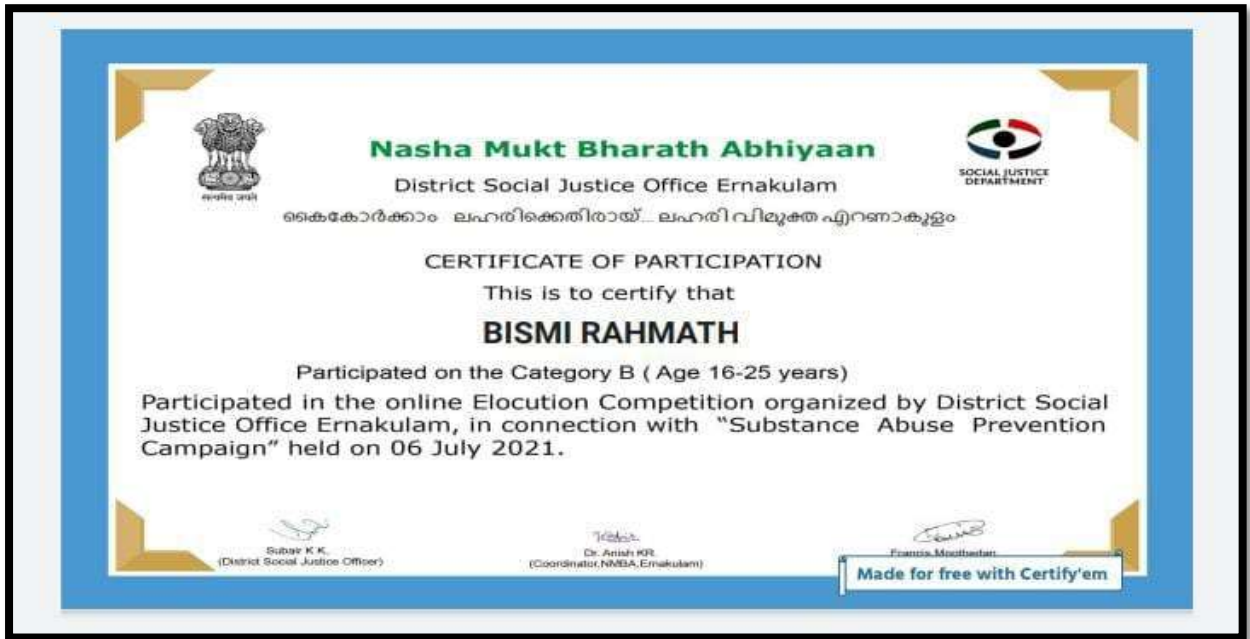 Nasha Mukt Bharath Abhiyaan
सत्यमेव जयते
SOCIAL JUSTICE
DEPARTMENT
District Social Justice Office Ernakulam
കൈകോർക്കാം ലഹരിക്കെതിരായ്... ലഹരി വിമുക്ത എറണാകുളം
CERTIFICATE OF PARTICIPATION
This is to certify that
BISMI RAHMATH
Participated on the Category B ( Age 16-25 years)
Participated in the online Elocution Competition organized by District Social
Justice Office Ernakulam, in connection with “Substance Abuse Prevention
Campaign” held on 06 July 2021.
Subair K K,
(District Social Justice Officer)
Dr. Anish KR
(Coordinator,NMBA,Ernakulam)
Francis Moothedan
Made for free with Certify'em